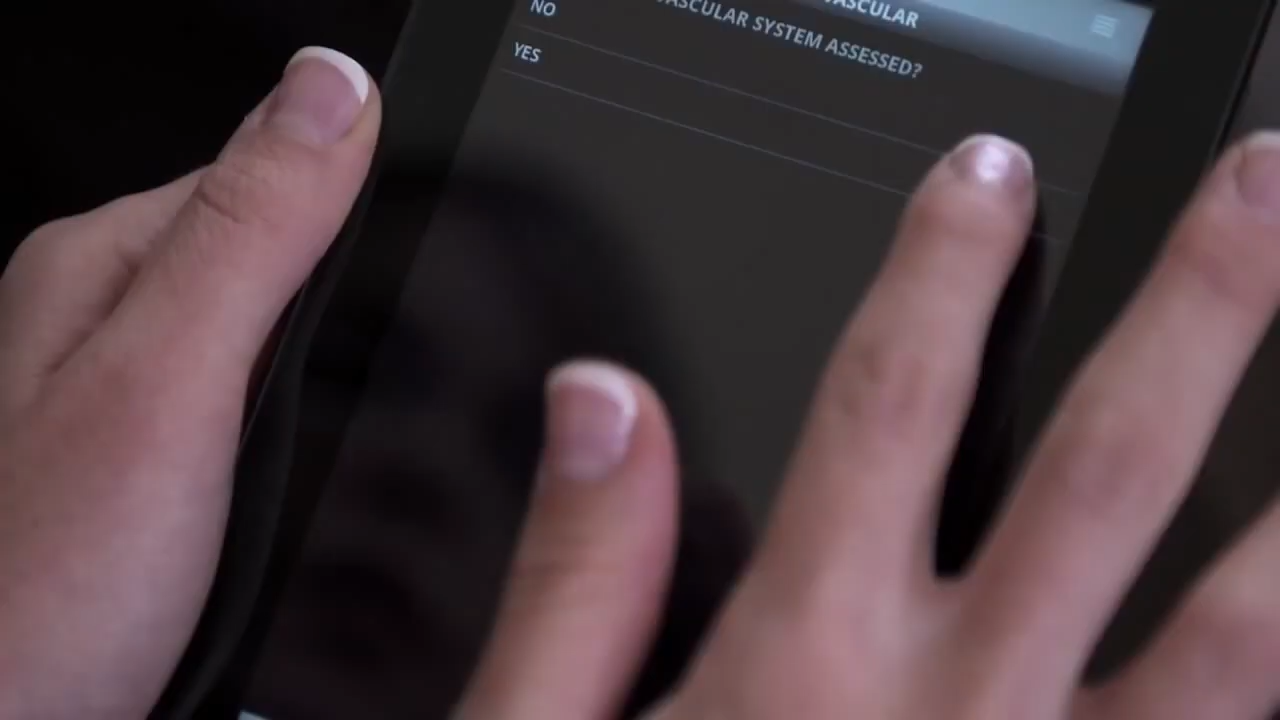 VASCULAR
VASCULAR SYSTEM ASSESSED?
NO
YES